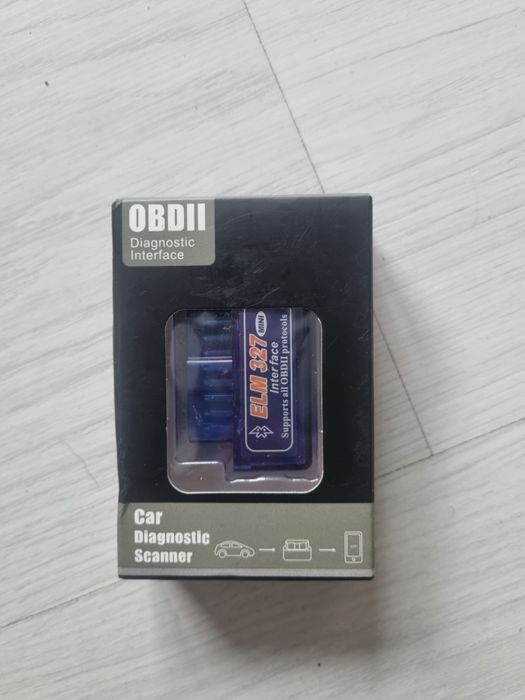 OBDII
Diagnostic
Interface
ELM 327 MINI
Interface
Supports all OBDII protocols
Car
Diagnostic
Scanner